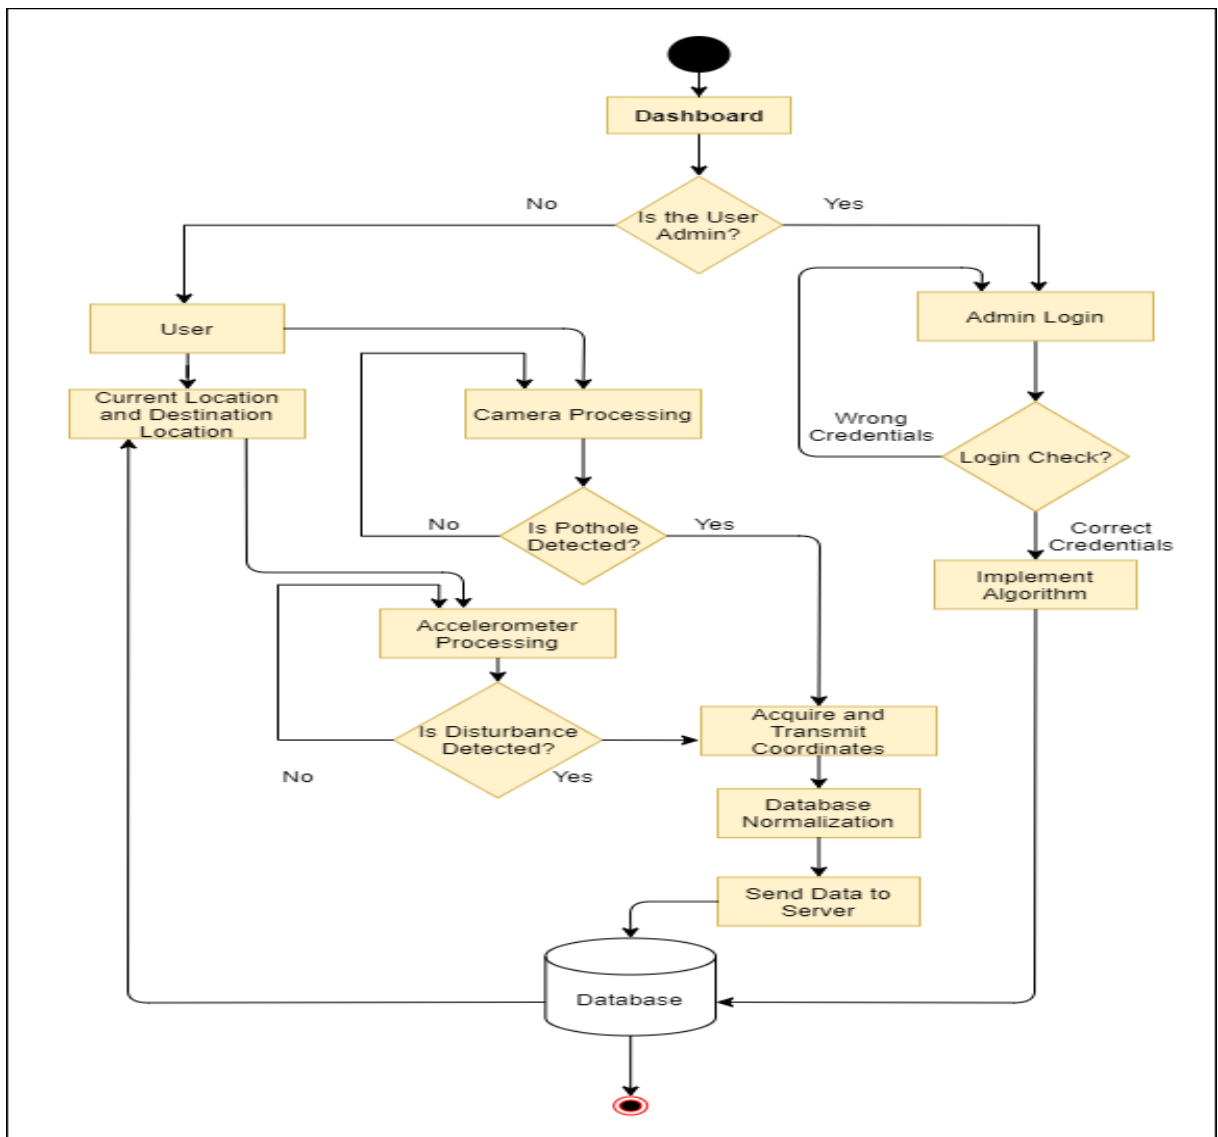 Dashboard
No
Yes
Is the User
Admin?
User
Admin Login
Current Location
and Destination
Location
Camera Processing
Wrong
Credentials
Login Check?
No
Is Pothole
Detected?
Yes
Correct
Credentials
Implement
Algorithm
Accelerometer
Processing
Is Disturbance
Detected?
No
Yes
Acquire and
Transmit
Coordinates
Database
Normalization
Send Data to
Server
Database